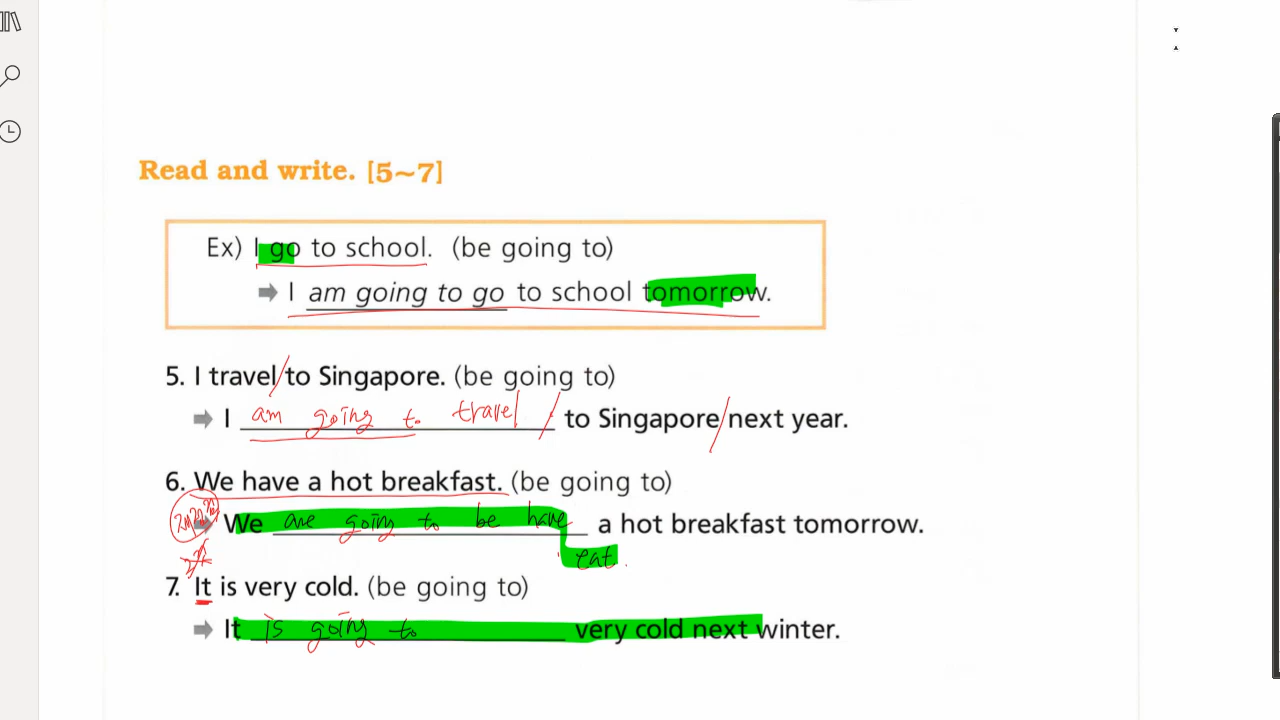 Read and write. [5~7]
Ex) I go to school. (be going to)
➡ I am going to go to school tomorrow.
5. I travel to Singapore. (be going to)
➡ I am going to travel to Singapore next year.
6. We have a hot breakfast. (be going to)
➡ We are going to be have a hot breakfast tomorrow.
eat.
7. It is very cold. (be going to)
➡ It is going to very cold next winter.